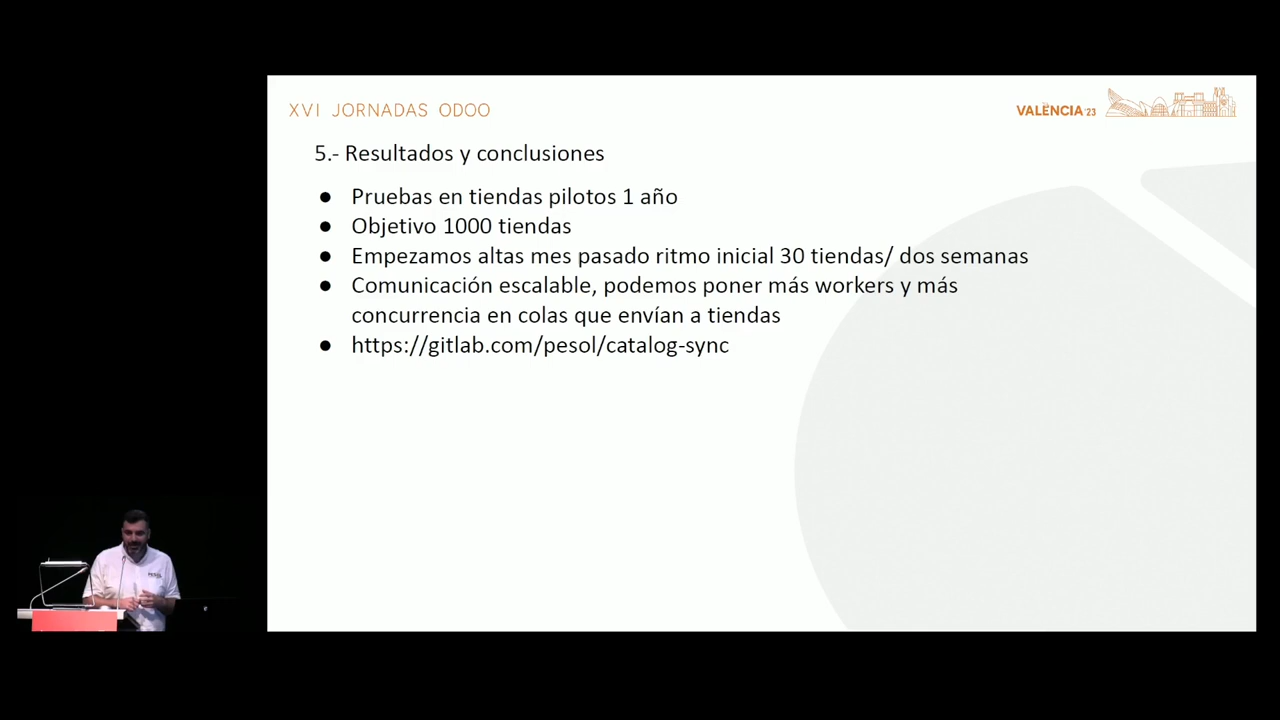 XVI JORNADAS ODOO
VALÈNCIA '23
5.- Resultados y conclusiones
● Pruebas en tiendas pilotos 1 año
● Objetivo 1000 tiendas
● Empezamos altas mes pasado ritmo inicial 30 tiendas/ dos semanas
● Comunicación escalable, podemos poner más workers y más
concurrencia en colas que envían a tiendas
● https://gitlab.com/pesol/catalog-sync
PESOL